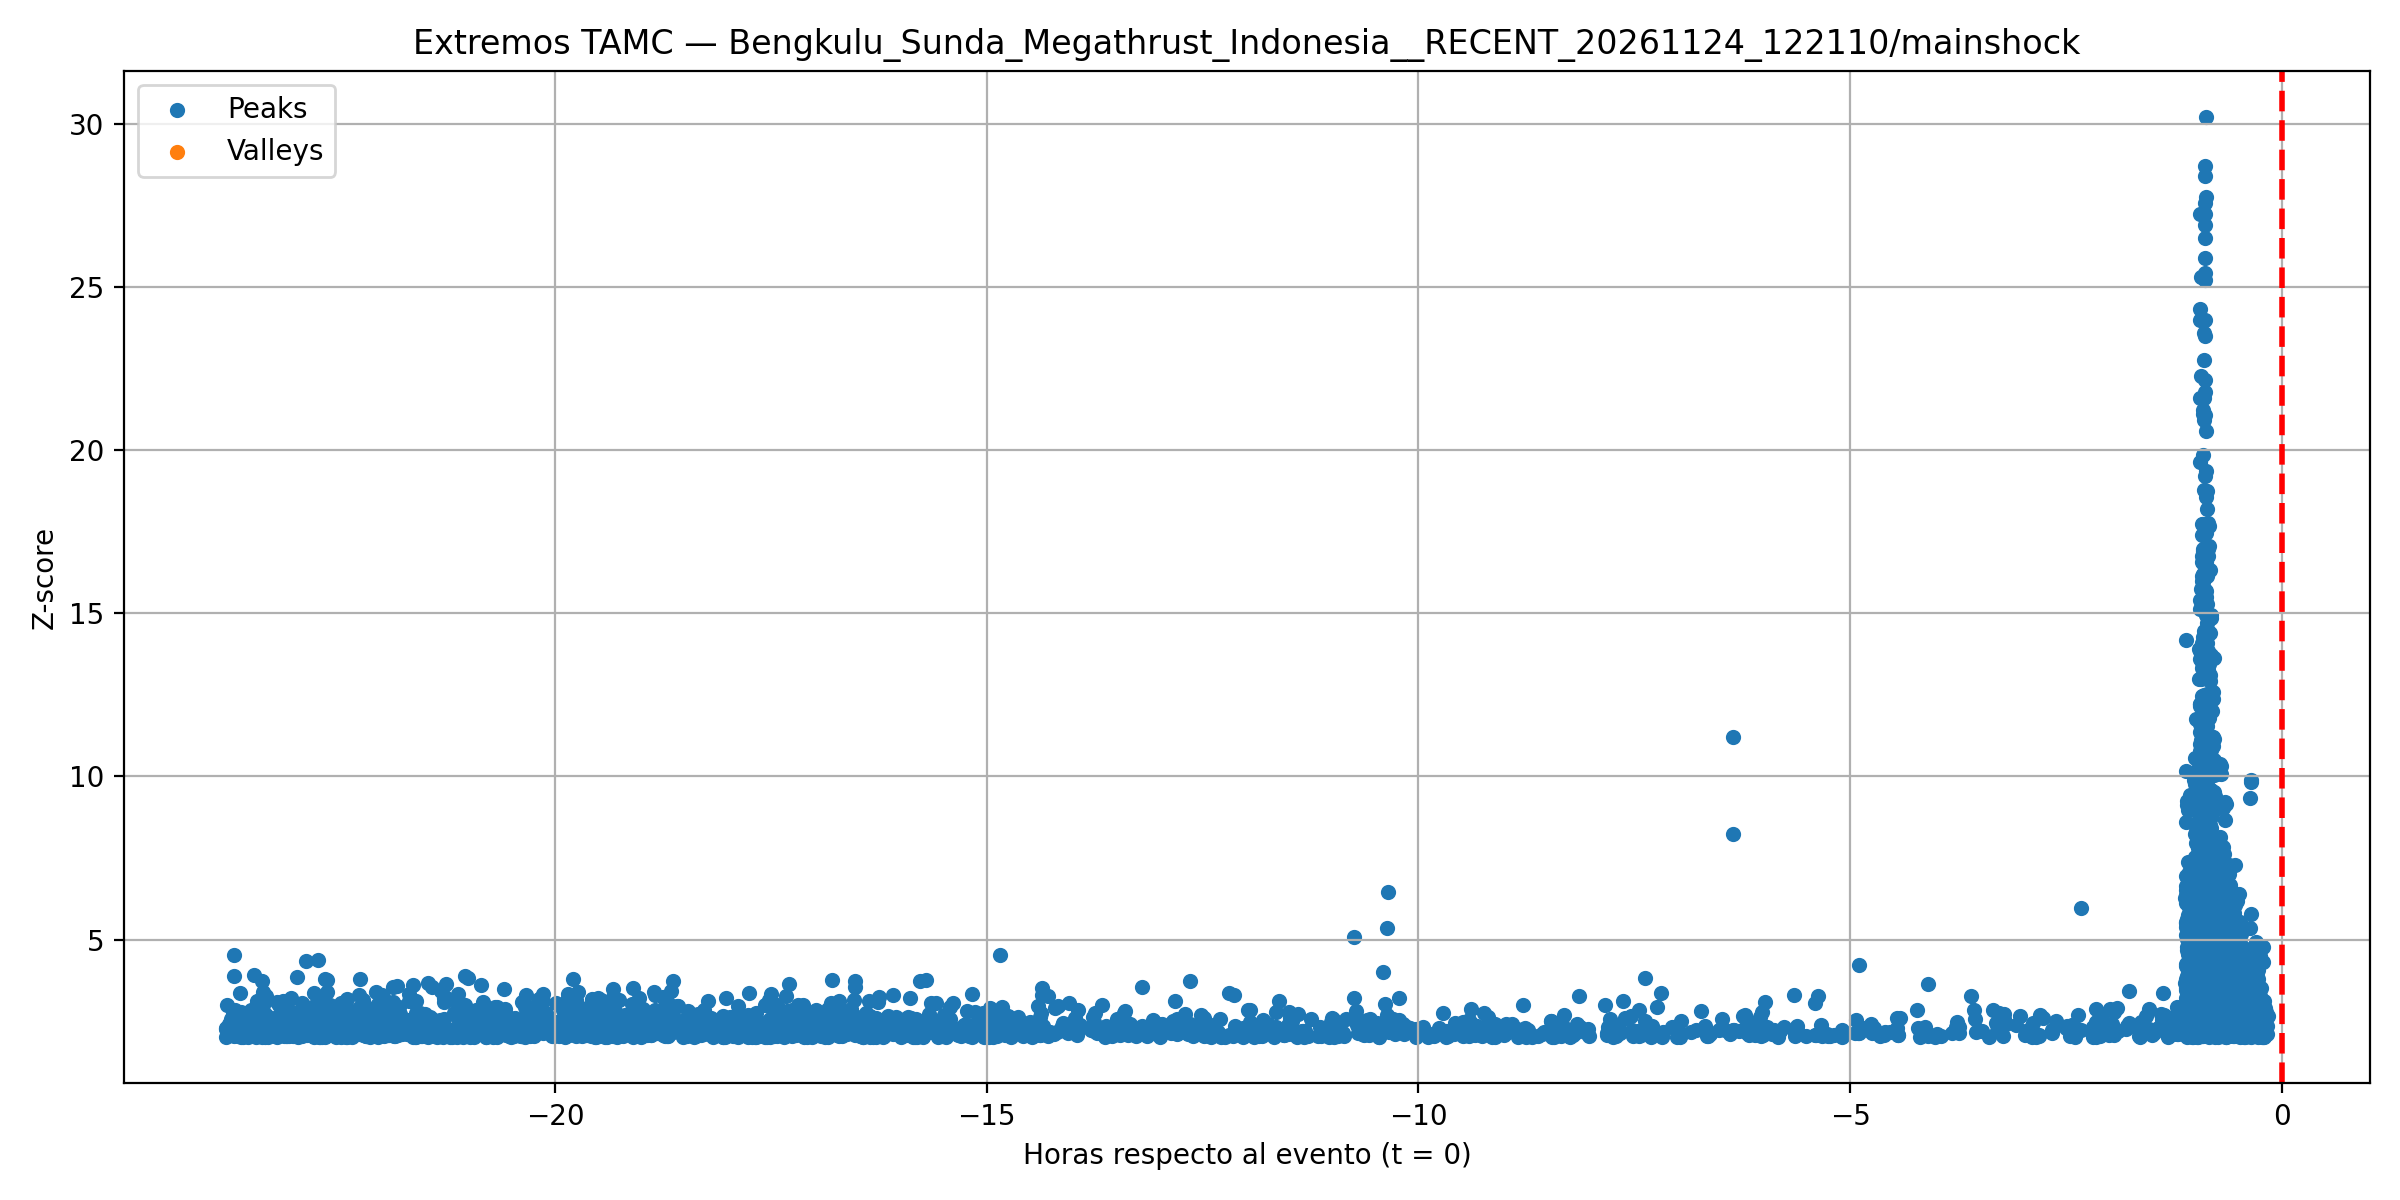 Extremos TAMC — Bengkulu_Sunda_Megathrust_Indonesia__RECENT_20261124_122110/mainshock
Peaks
Valleys
30
25
20
15
10
5
Z-score
−20
−15
−10
−5
0
Horas respecto al evento (t = 0)